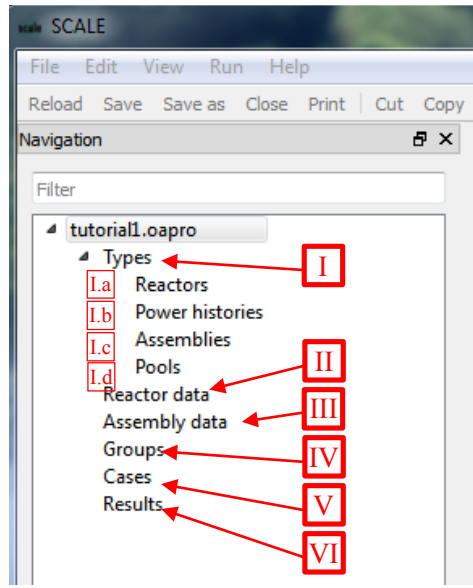 scale SCALE
File Edit View Run Help
Reload Save Save as Close Print Cut Copy
Navigation
Filter
tutorial1.oapro
Types I
I.a Reactors
I.b Power histories
I.c Assemblies
I.d Pools II
Reactor data
Assembly data III
Groups IV
Cases V
Results VI